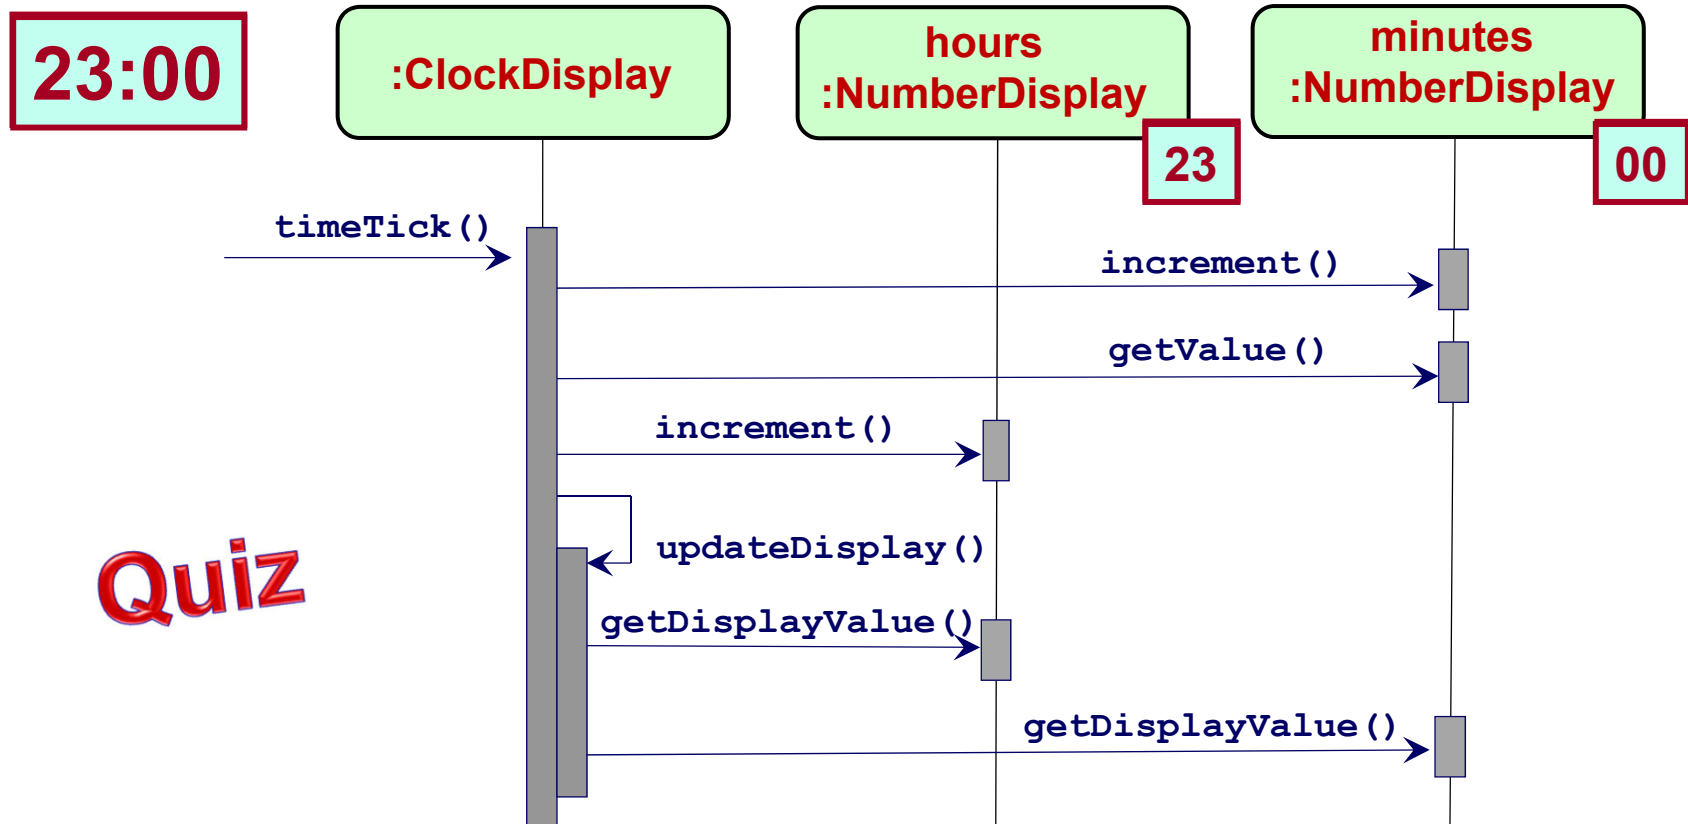 23:00
:ClockDisplay
hours
:NumberDisplay
23
minutes
:NumberDisplay
00
timeTick()
increment()
getValue()
increment()
updateDisplay()
Quiz
getDisplayValue()
getDisplayValue()